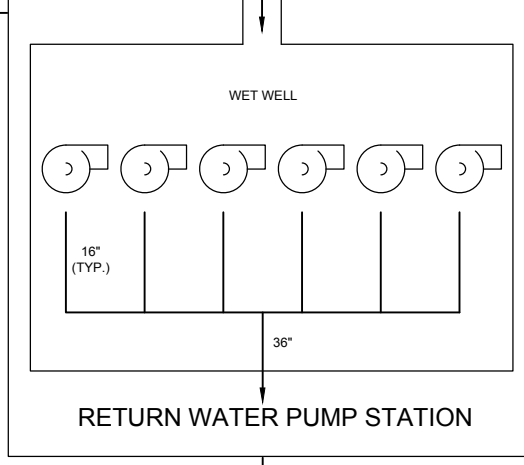 WET WELL
16"
(TYP.)
36"
RETURN WATER PUMP STATION